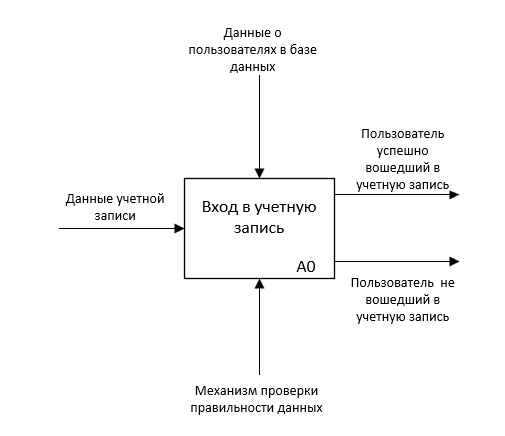 Данные о
пользователях в базе
данных
Пользователь
успешно
вошедший в
учетную запись
Данные учетной
записи
Вход в учетную
запись
A0
Пользователь не
вошедший в
учетную запись
Механизм проверки
правильности данных